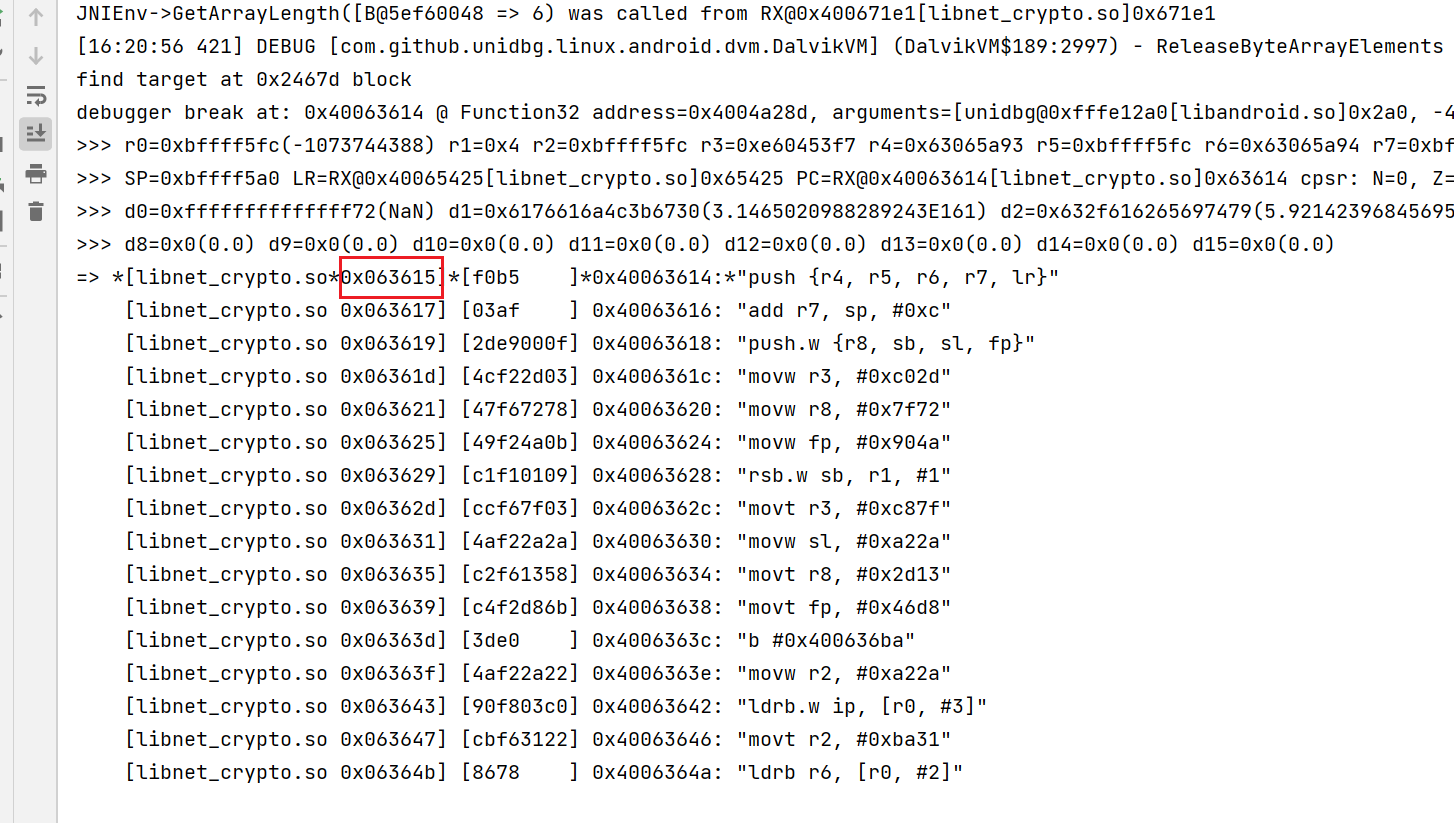 JNIEnv->GetArrayLength([B@5ef60048 => 6) was called from RX@0x400671e1[libnet_crypto.so]0x671e1
[16:20:56 421] DEBUG [com.github.unidbg.linux.android.dvm.DalvikVM] (DalvikVM$189:2997) - ReleaseByteArrayElements
find target at 0x2467d block
debugger break at: 0x40063614 @ Function32 address=0x4004a28d, arguments=[unidbg@0xfffe12a0[libandroid.so]0x2a0, -4
>>> r0=0xbffff5fc(-1073744388) r1=0x4 r2=0xbffff5fc r3=0xe60453f7 r4=0x63065a93 r5=0xbffff5fc r6=0x63065a94 r7=0xbf
>>> SP=0xbffff5a0 LR=RX@0x40065425[libnet_crypto.so]0x65425 PC=RX@0x40063614[libnet_crypto.so]0x63614 cpsr: N=0, Z=
>>> d0=0xffffffffffffff72(NaN) d1=0x6176616a4c3b6730(3.1465020988289243E161) d2=0x632f616265697479(5.92142396845695
>>> d8=0x0(0.0) d9=0x0(0.0) d10=0x0(0.0) d11=0x0(0.0) d12=0x0(0.0) d13=0x0(0.0) d14=0x0(0.0) d15=0x0(0.0)
=> *[libnet_crypto.so*0x063615]*[f0b5    ]*0x40063614:*"push {r4, r5, r6, r7, lr}"
[libnet_crypto.so 0x063617] [03af    ] 0x40063616: "add r7, sp, #0xc"
[libnet_crypto.so 0x063619] [2de9000f] 0x40063618: "push.w {r8, sb, sl, fp}"
[libnet_crypto.so 0x06361d] [4cf22d03] 0x4006361c: "movw r3, #0xc02d"
[libnet_crypto.so 0x063621] [47f67278] 0x40063620: "movw r8, #0x7f72"
[libnet_crypto.so 0x063625] [49f24a0b] 0x40063624: "movw fp, #0x904a"
[libnet_crypto.so 0x063629] [c1f10109] 0x40063628: "rsb.w sb, r1, #1"
[libnet_crypto.so 0x06362d] [ccf67f03] 0x4006362c: "movt r3, #0xc87f"
[libnet_crypto.so 0x063631] [4af22a2a] 0x40063630: "movw sl, #0xa22a"
[libnet_crypto.so 0x063635] [c2f61358] 0x40063634: "movt r8, #0x2d13"
[libnet_crypto.so 0x063639] [c4f2d86b] 0x40063638: "movt fp, #0x46d8"
[libnet_crypto.so 0x06363d] [3de0    ] 0x4006363c: "b #0x400636ba"
[libnet_crypto.so 0x06363f] [4af22a22] 0x4006363e: "movw r2, #0xa22a"
[libnet_crypto.so 0x063643] [90f803c0] 0x40063642: "ldrb.w ip, [r0, #3]"
[libnet_crypto.so 0x063647] [cbf63122] 0x40063646: "movt r2, #0xba31"
[libnet_crypto.so 0x06364b] [8678    ] 0x4006364a: "ldrb r6, [r0, #2]"